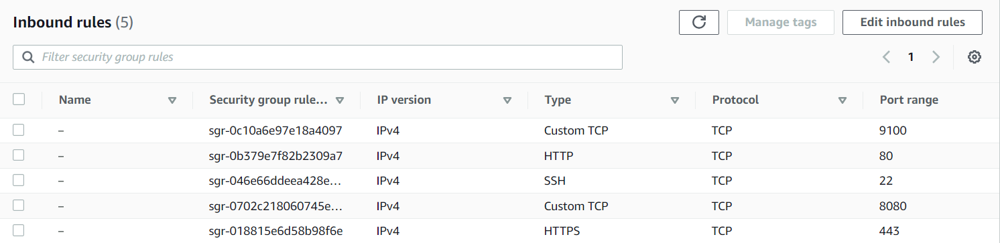 Inbound rules (5)
Manage tags
Edit inbound rules
Filter security group rules
1
Name Security group rule... IP version Type Protocol Port range
– sgr-0c10a6e97e18a4097 IPv4 Custom TCP TCP 9100
– sgr-0b379e7f82b2309a7 IPv4 HTTP TCP 80
– sgr-046e66ddeea428e... IPv4 SSH TCP 22
– sgr-0702c218060745e... IPv4 Custom TCP TCP 8080
– sgr-018815e6d58b98f6e IPv4 HTTPS TCP 443